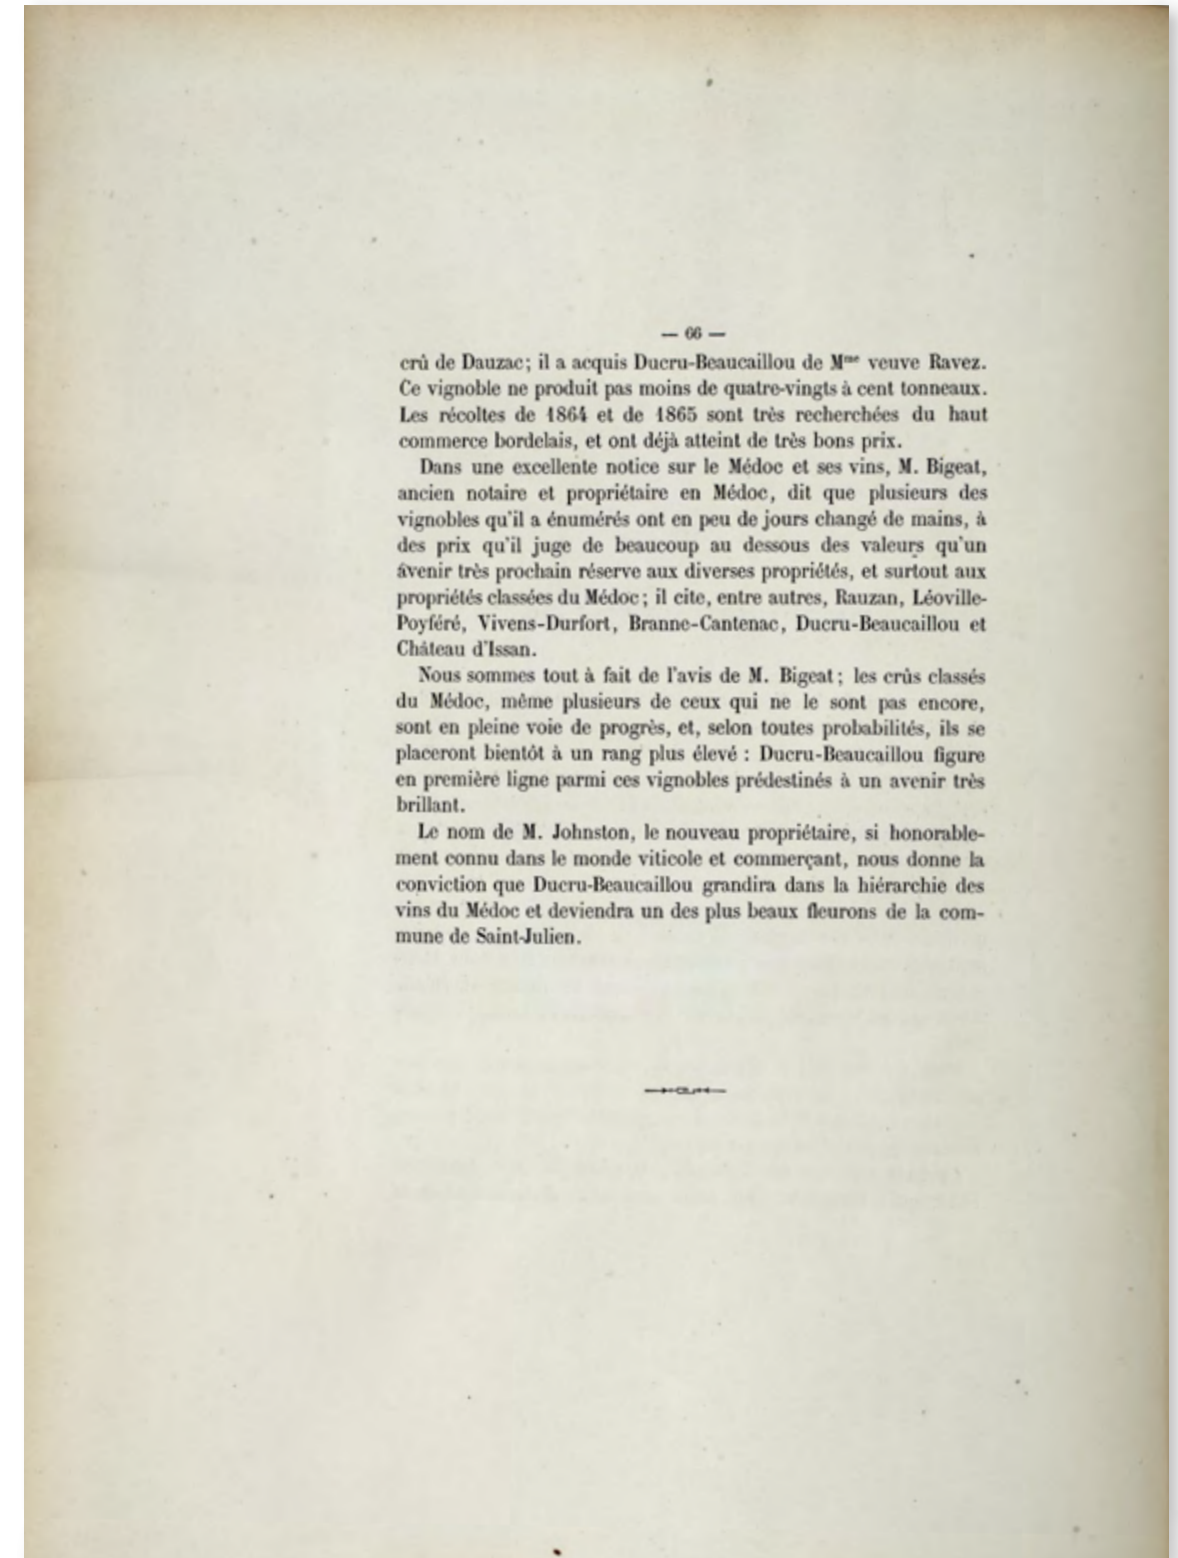 — 66 —
crû de Dauzac; il a acquis Ducru-Beaucaillou de Mme veuve Ravez.
Ce vignoble ne produit pas moins de quatre-vingts à cent tonneaux.
Les récoltes de 1864 et de 1865 sont très recherchées du haut
commerce bordelais, et ont déjà atteint de très bons prix.
Dans une excellente notice sur le Médoc et ses vins, M. Bigeat,
ancien notaire et propriétaire en Médoc, dit que plusieurs des
vignobles qu'il a énumérés ont en peu de jours changé de mains, à
des prix qu'il juge de beaucoup au dessous des valeurs qu'un
avenir très prochain réserve aux diverses propriétés, et surtout aux
propriétés classées du Médoc; il cite, entre autres, Rauzan, Léoville-
Poyféré, Vivens-Durfort, Branne-Cantenac, Ducru-Beaucaillou et
Château d'Issan.
Nous sommes tout à fait de l'avis de M. Bigeat; les crûs classés
du Médoc, même plusieurs de ceux qui ne le sont pas encore,
sont en pleine voie de progrès, et, selon toutes probabilités, ils se
placeront bientôt à un rang plus élevé : Ducru-Beaucaillou figure
en première ligne parmi ces vignobles prédestinés à un avenir très
brillant.
Le nom de M. Johnston, le nouveau propriétaire, si honorable-
ment connu dans le monde viticole et commerçant, nous donne la
conviction que Ducru-Beaucaillou grandira dans la hiérarchie des
vins du Médoc et deviendra un des plus beaux fleurons de la com-
mune de Saint-Julien.